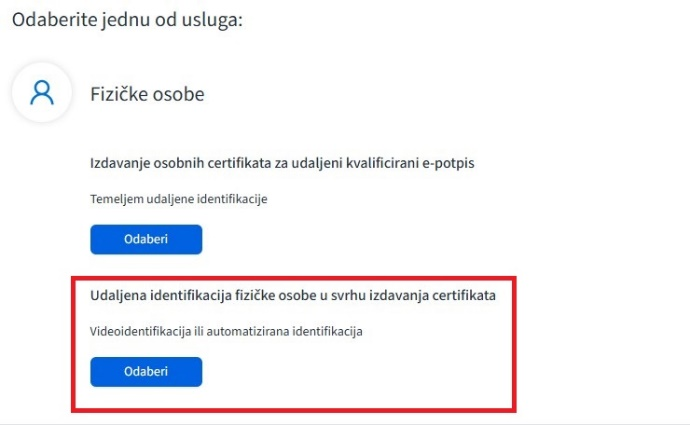 Odaberite jednu od usluga:
Fizičke osobe
Izdavanje osobnih certifikata za udaljeni kvalificirani e-potpis
Temeljem udaljene identifikacije
Odaberi
Udaljena identifikacija fizičke osobe u svrhu izdavanja certifikata
Videoidentifikacija ili automatizirana identifikacija
Odaberi